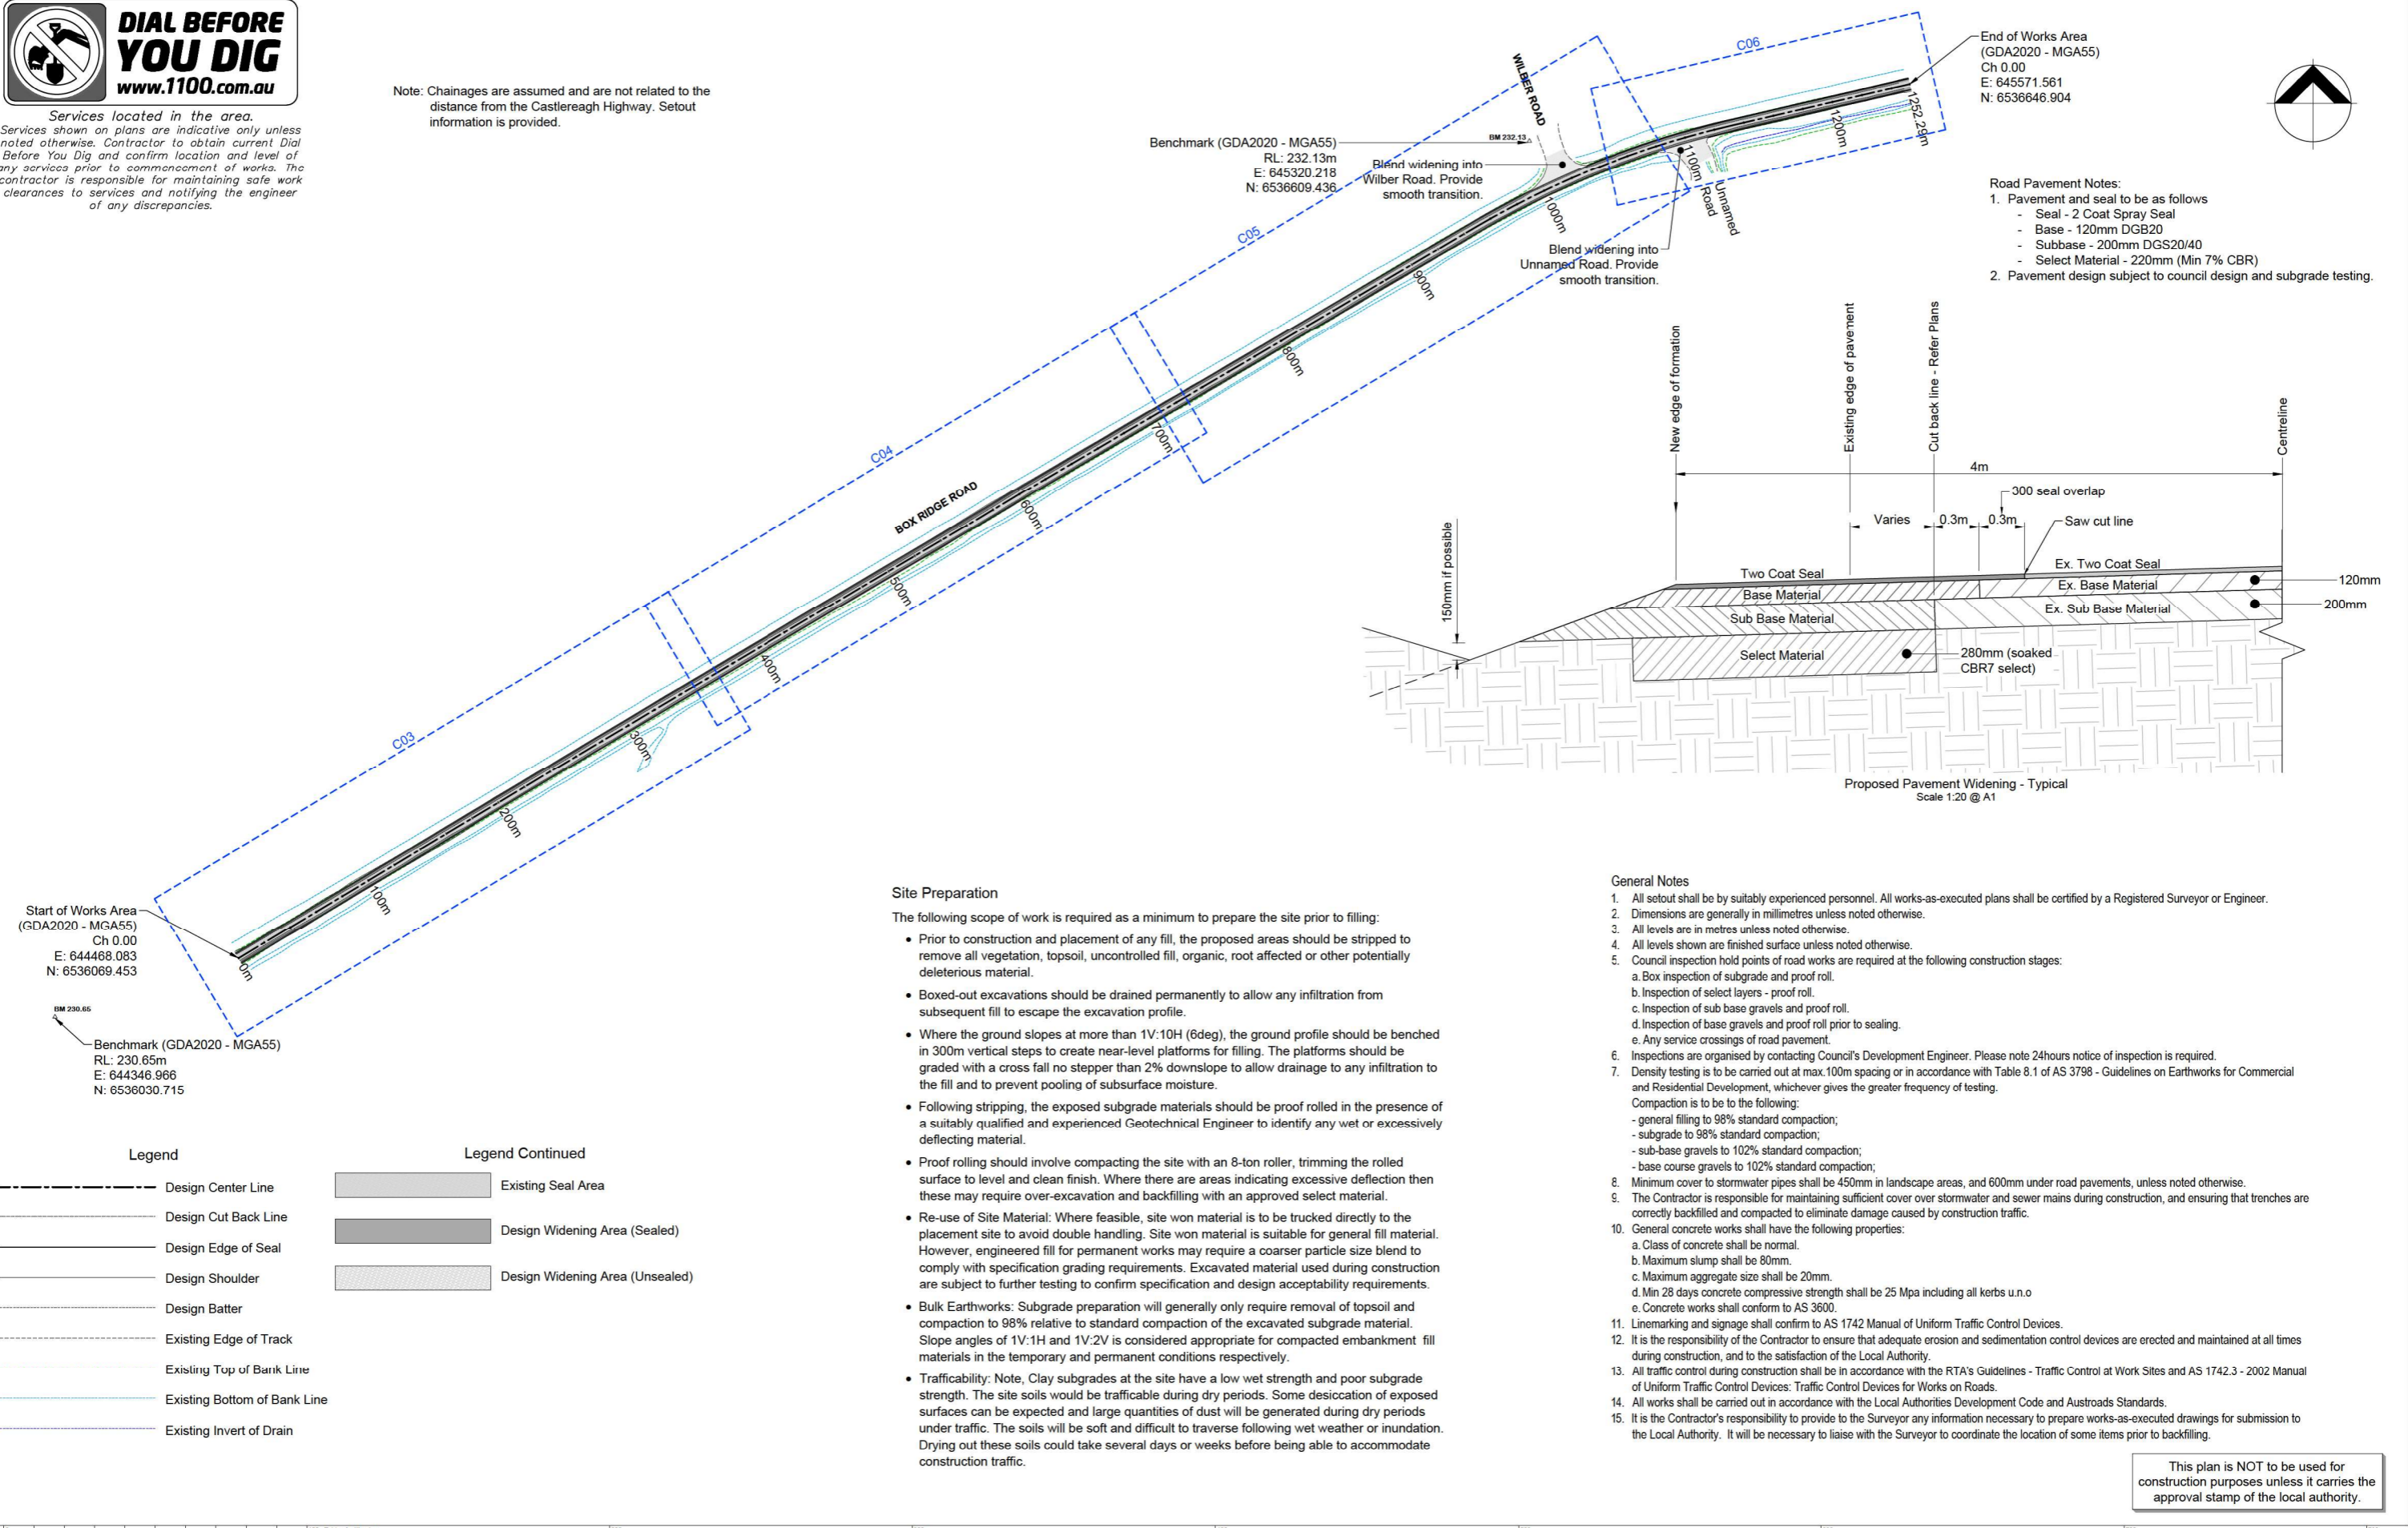 DIAL BEFORE
YOU DIG
www.1100.com.au
Services located in the area.
Services shown on plans are indicative only unless
noted otherwise. Contractor to obtain current Dial
Before You Dig and confirm location and level of
any services prior to commencement of works. The
contractor is responsible for maintaining safe work
clearances to services and notifying the engineer
of any discrepancies.
Note: Chainages are assumed and are not related to the
distance from the Castlereagh Highway. Setout
information is provided.
C06
End of Works Area
(GDA2020 - MGA55)
Ch 0.00
E: 645571.561
N: 6536646.904
WILBER ROAD
BM 232.13
Benchmark (GDA2020 - MGA55)
RL: 232.13m
E: 645320.218
N: 6536609.436
Blend widening into
Wilber Road. Provide
smooth transition.
1252.29m
1200m
1100m
Unnamed
Road
1000m
Blend widening into
Unnamed Road. Provide
smooth transition.
C05
900m
800m
700m
C04
BOX RIDGE ROAD
600m
500m
400m
C03
300m
200m
100m
0m
Road Pavement Notes:
1. Pavement and seal to be as follows
- Seal - 2 Coat Spray Seal
- Base - 120mm DGB20
- Subbase - 200mm DGS20/40
- Select Material - 220mm (Min 7% CBR)
2. Pavement design subject to council design and subgrade testing.
New edge of formation
Existing edge of pavement
Cut back line - Refer Plans
Centreline
4m
300 seal overlap
Varies
0.3m
0.3m
Saw cut line
150mm if possible
Two Coat Seal
Ex. Two Coat Seal
Base Material
Ex. Base Material
120mm
Sub Base Material
Ex. Sub Base Material
200mm
Select Material
280mm (soaked
CBR7 select)
Proposed Pavement Widening - Typical
Scale 1:20 @ A1
Start of Works Area
(GDA2020 - MGA55)
Ch 0.00
E: 644468.083
N: 6536069.453
BM 230.65
Benchmark (GDA2020 - MGA55)
RL: 230.65m
E: 644346.966
N: 6536030.715
Legend
Design Center Line
Design Cut Back Line
Design Edge of Seal
Design Shoulder
Design Batter
Existing Edge of Track
Existing Top of Bank Line
Existing Bottom of Bank Line
Existing Invert of Drain
Legend Continued
Existing Seal Area
Design Widening Area (Sealed)
Design Widening Area (Unsealed)
Site Preparation
The following scope of work is required as a minimum to prepare the site prior to filling:
• Prior to construction and placement of any fill, the proposed areas should be stripped to
remove all vegetation, topsoil, uncontrolled fill, organic, root affected or other potentially
deleterious material.
• Boxed-out excavations should be drained permanently to allow any infiltration from
subsequent fill to escape the excavation profile.
• Where the ground slopes at more than 1V:10H (6deg), the ground profile should be benched
in 300m vertical steps to create near-level platforms for filling. The platforms should be
graded with a cross fall no stepper than 2% downslope to allow drainage to any infiltration to
the fill and to prevent pooling of subsurface moisture.
• Following stripping, the exposed subgrade materials should be proof rolled in the presence of
a suitably qualified and experienced Geotechnical Engineer to identify any wet or excessively
deflecting material.
• Proof rolling should involve compacting the site with an 8-ton roller, trimming the rolled
surface to level and clean finish. Where there are areas indicating excessive deflection then
these may require over-excavation and backfilling with an approved select material.
• Re-use of Site Material: Where feasible, site won material is to be trucked directly to the
placement site to avoid double handling. Site won material is suitable for general fill material.
However, engineered fill for permanent works may require a coarser particle size blend to
comply with specification grading requirements. Excavated material used during construction
are subject to further testing to confirm specification and design acceptability requirements.
• Bulk Earthworks: Subgrade preparation will generally only require removal of topsoil and
compaction to 98% relative to standard compaction of the excavated subgrade material.
Slope angles of 1V:1H and 1V:2V is considered appropriate for compacted embankment fill
materials in the temporary and permanent conditions respectively.
• Trafficability: Note, Clay subgrades at the site have a low wet strength and poor subgrade
strength. The site soils would be trafficable during dry periods. Some desiccation of exposed
surfaces can be expected and large quantities of dust will be generated during dry periods
under traffic. The soils will be soft and difficult to traverse following wet weather or inundation.
Drying out these soils could take several days or weeks before being able to accommodate
construction traffic.
General Notes
1. All setout shall be by suitably experienced personnel. All works-as-executed plans shall be certified by a Registered Surveyor or Engineer.
2. Dimensions are generally in millimetres unless noted otherwise.
3. All levels are in metres unless noted otherwise.
4. All levels shown are finished surface unless noted otherwise.
5. Council inspection hold points of road works are required at the following construction stages:
a. Box inspection of subgrade and proof roll.
b. Inspection of select layers - proof roll.
c. Inspection of sub base gravels and proof roll.
d. Inspection of base gravels and proof roll prior to sealing.
e. Any service crossings of road pavement.
6. Inspections are organised by contacting Council's Development Engineer. Please note 24hours notice of inspection is required.
7. Density testing is to be carried out at max.100m spacing or in accordance with Table 8.1 of AS 3798 - Guidelines on Earthworks for Commercial
and Residential Development, whichever gives the greater frequency of testing.
Compaction is to be to the following:
- general filling to 98% standard compaction;
- subgrade to 98% standard compaction;
- sub-base gravels to 102% standard compaction;
- base course gravels to 102% standard compaction;
8. Minimum cover to stormwater pipes shall be 450mm in landscape areas, and 600mm under road pavements, unless noted otherwise.
9. The Contractor is responsible for maintaining sufficient cover over stormwater and sewer mains during construction, and ensuring that trenches are
correctly backfilled and compacted to eliminate damage caused by construction traffic.
10. General concrete works shall have the following properties:
a. Class of concrete shall be normal.
b. Maximum slump shall be 80mm.
c. Maximum aggregate size shall be 20mm.
d. Min 28 days concrete compressive strength shall be 25 Mpa including all kerbs u.n.o
e. Concrete works shall conform to AS 3600.
11. Linemarking and signage shall confirm to AS 1742 Manual of Uniform Traffic Control Devices.
12. It is the responsibility of the Contractor to ensure that adequate erosion and sedimentation control devices are erected and maintained at all times
during construction, and to the satisfaction of the Local Authority.
13. All traffic control during construction shall be in accordance with the RTA's Guidelines - Traffic Control at Work Sites and AS 1742.3 - 2002 Manual
of Uniform Traffic Control Devices: Traffic Control Devices for Works on Roads.
14. All works shall be carried out in accordance with the Local Authorities Development Code and Austroads Standards.
15. It is the Contractor's responsibility to provide to the Surveyor any information necessary to prepare works-as-executed drawings for submission to
the Local Authority. It will be necessary to liaise with the Surveyor to coordinate the location of some items prior to backfilling.
This plan is NOT to be used for
construction purposes unless it carries the
approval stamp of the local authority.